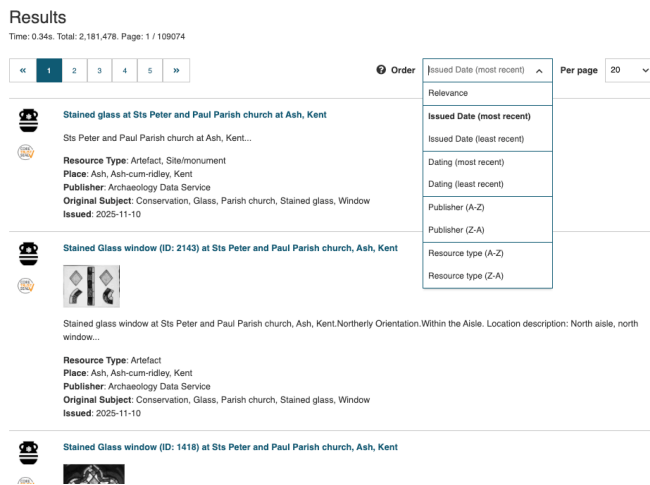 Results
Time: 0.34s. Total: 2,181,478. Page: 1 / 109074
« 1 2 3 4 5 »
Order Issued Date (most recent) Per page 20
Relevance
Issued Date (most recent)
Issued Date (least recent)
Dating (most recent)
Dating (least recent)
Publisher (A-Z)
Publisher (Z-A)
Resource type (A-Z)
Resource type (Z-A)
Stained glass at Sts Peter and Paul Parish church at Ash, Kent
Sts Peter and Paul Parish church at Ash, Kent...
Resource Type: Artefact, Site/monument
Place: Ash, Ash-cum-ridley, Kent
Publisher: Archaeology Data Service
Original Subject: Conservation, Glass, Parish church, Stained glass, Window
Issued: 2025-11-10
Stained Glass window (ID: 2143) at Sts Peter and Paul Parish church, Ash, Kent
Stained glass window at Sts Peter and Paul Parish church, Ash, Kent.Northerly Orientation.Within the Aisle. Location description: North aisle, north
window...
Resource Type: Artefact
Place: Ash, Ash-cum-ridley, Kent
Publisher: Archaeology Data Service
Original Subject: Conservation, Glass, Parish church, Stained glass, Window
Issued: 2025-11-10
Stained Glass window (ID: 1418) at Sts Peter and Paul Parish church, Ash, Kent